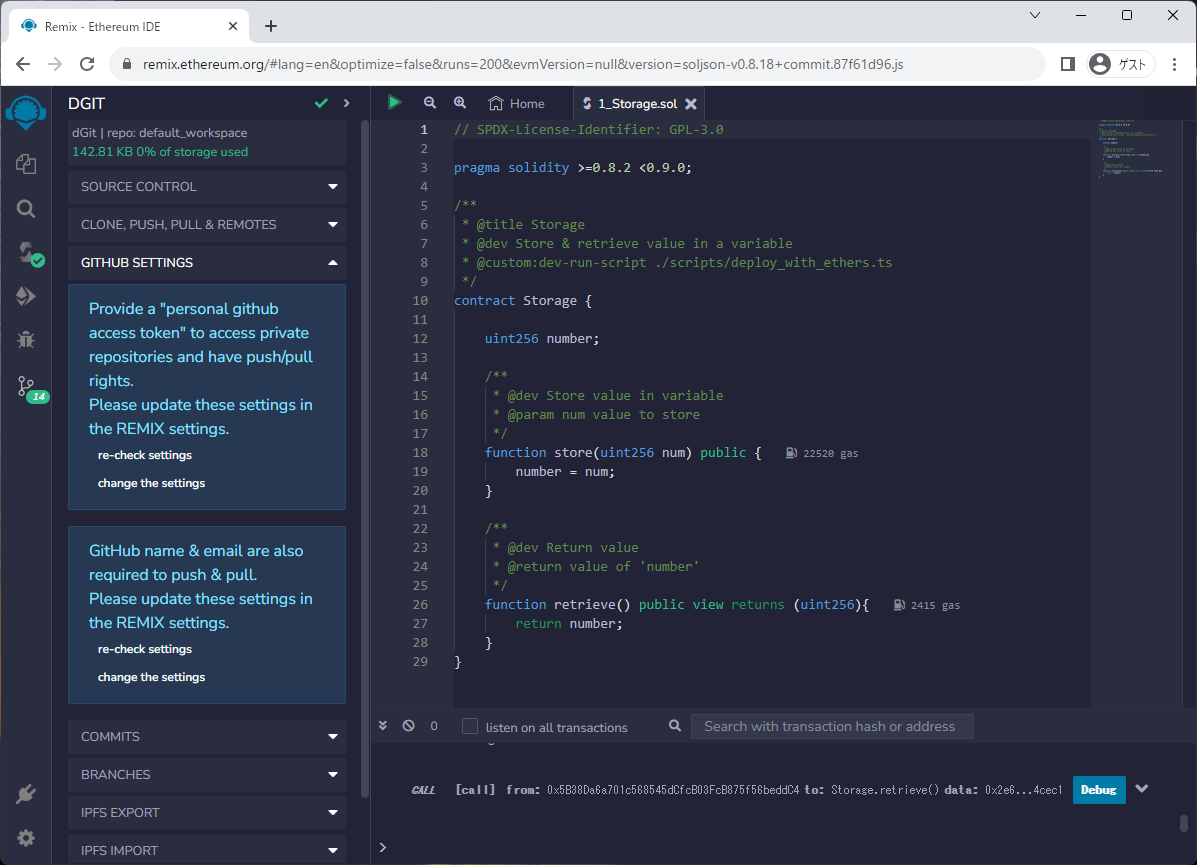 Remix - Ethereum IDE
remix.ethereum.org/#lang=en&optimize=false&runs=200&evmVersion=null&version=soljson-v0.8.18+commit.87f61d96.js
ゲスト
DGIT
dGit | repo: default_workspace
142.81 KB 0% of storage used
SOURCE CONTROL
CLONE, PUSH, PULL & REMOTES
GITHUB SETTINGS
Provide a "personal github
access token" to access private
repositories and have push/pull
rights.
Please update these settings in
the REMIX settings.
re-check settings
change the settings
GitHub name & email are also
required to push & pull.
Please update these settings in
the REMIX settings.
re-check settings
change the settings
COMMITS
BRANCHES
IPFS EXPORT
IPFS IMPORT
14
Home
1_Storage.sol
1 // SPDX-License-Identifier: GPL-3.0
2
3 pragma solidity >=0.8.2 <0.9.0;
4
5 /**
6  * @title Storage
7  * @dev Store & retrieve value in a variable
8  * @custom:dev-run-script ./scripts/deploy_with_ethers.ts
9  */
10 contract Storage {
11
12     uint256 number;
13
14     /**
15      * @dev Store value in variable
16      * @param num value to store
17      */
18     function store(uint256 num) public { 22520 gas
19         number = num;
20     }
21
22     /**
23      * @dev Return value
24      * @return value of 'number'
25      */
26     function retrieve() public view returns (uint256){ 2415 gas
27         return number;
28     }
29 }
0
listen on all transactions
Search with transaction hash or address
CALL [call] from: 0x5B38Da6a701c568545dCfcB03FcB875f56beddC4 to: Storage.retrieve() data: 0x2e6...4cec1 Debug
>